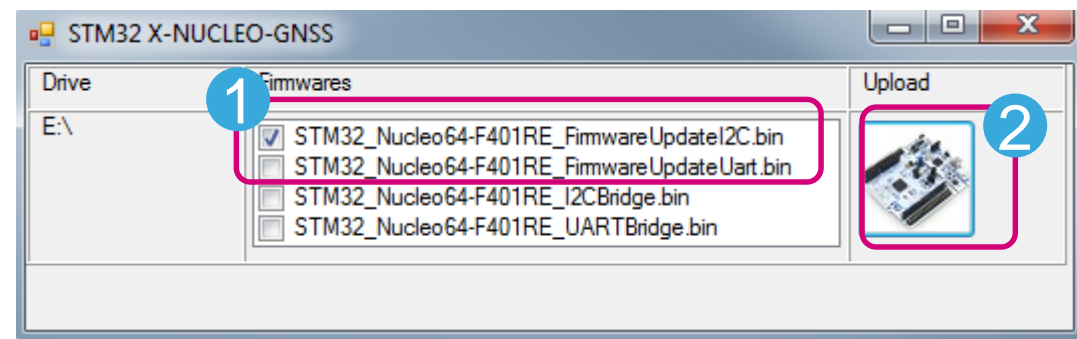 STM32 X-NUCLEO-GNSS
Drive
Firmwares
Upload
1
2
E:\
STM32_Nucleo64-F401RE_FirmwareUpdateI2C.bin
STM32_Nucleo64-F401RE_FirmwareUpdateUart.bin
STM32_Nucleo64-F401RE_I2CBridge.bin
STM32_Nucleo64-F401RE_UARTBridge.bin